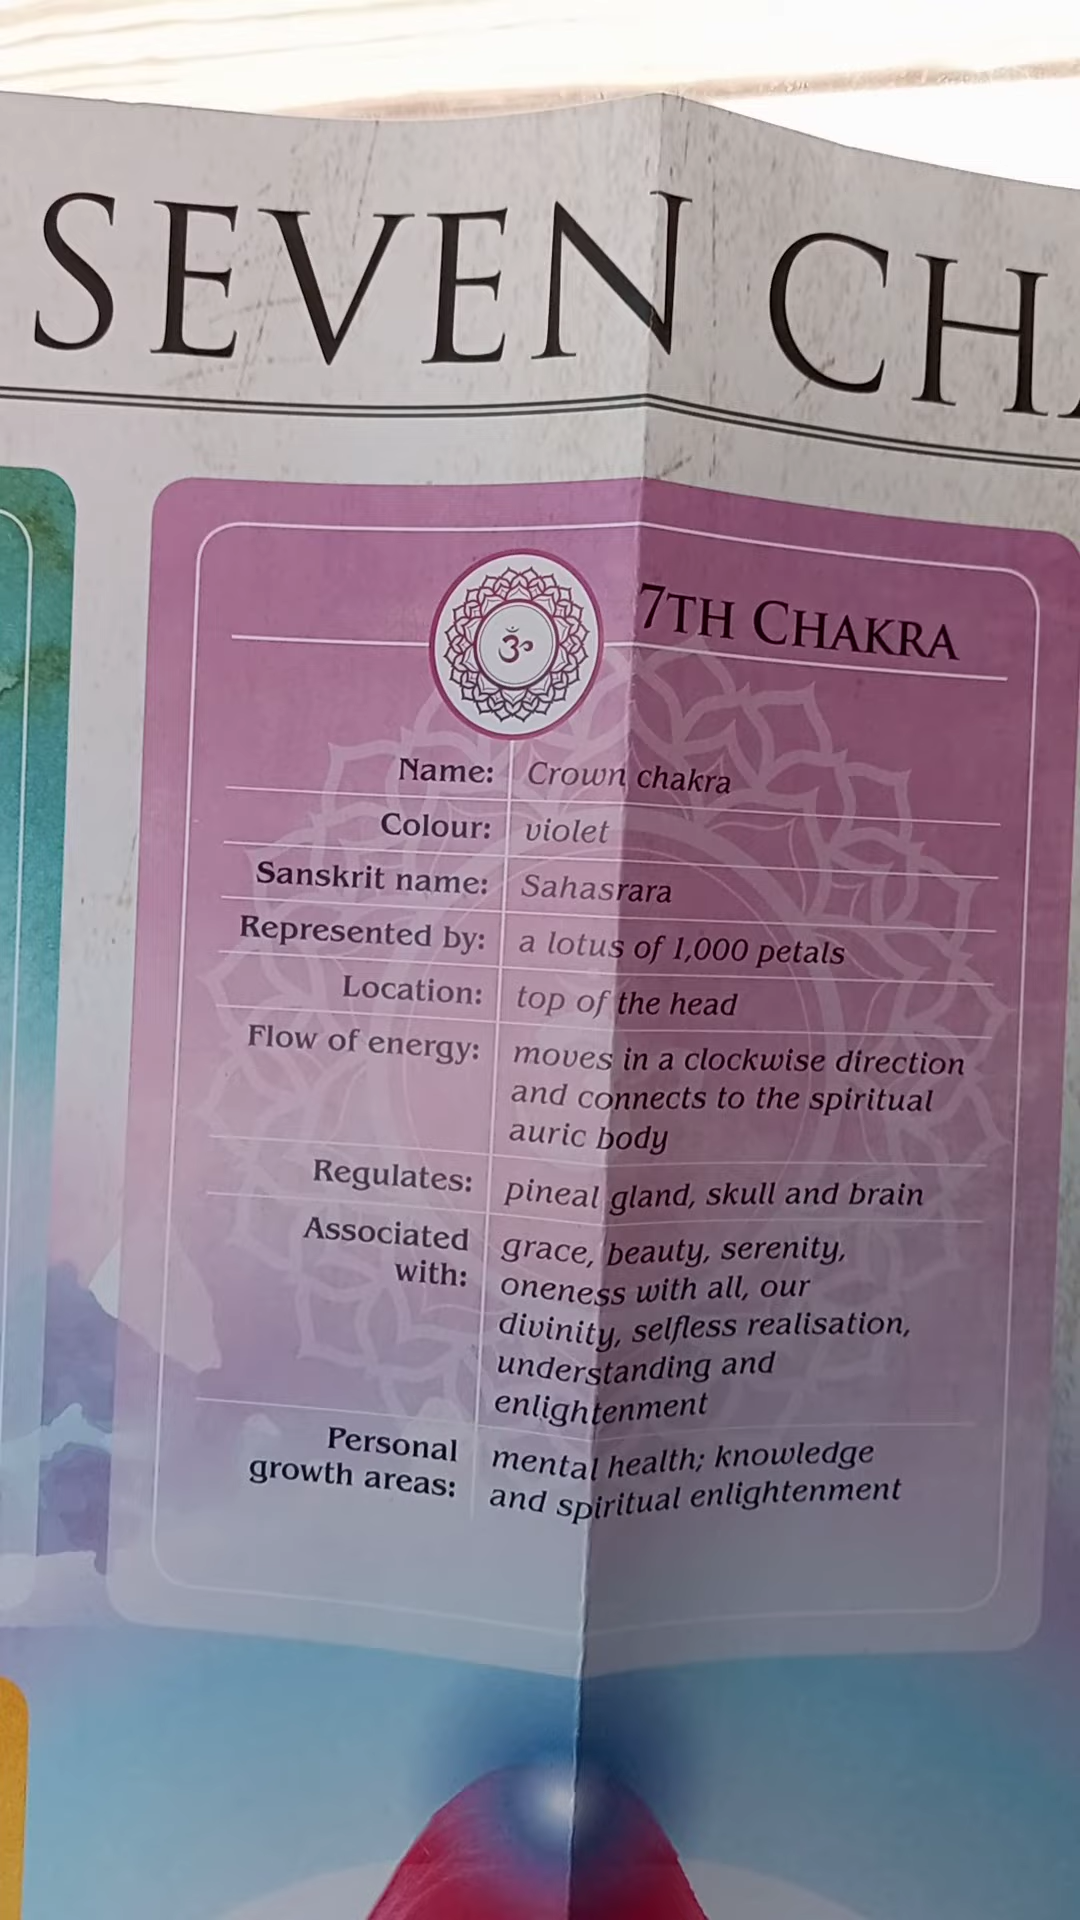 SEVEN
ॐ
7TH CHAKRA
Name: Crown chakra
Colour: violet
Sanskrit name: Sahasrara
Represented by: a lotus of 1,000 petals
Location: top of the head
Flow of energy: moves in a clockwise direction
and connects to the spiritual
auric body
Regulates: pineal gland, skull and brain
Associated with: grace, beauty, serenity,
oneness with all, our
divinity, selfless realisation,
understanding and
enlightenment
Personal growth areas: mental health; knowledge
and spiritual enlightenment